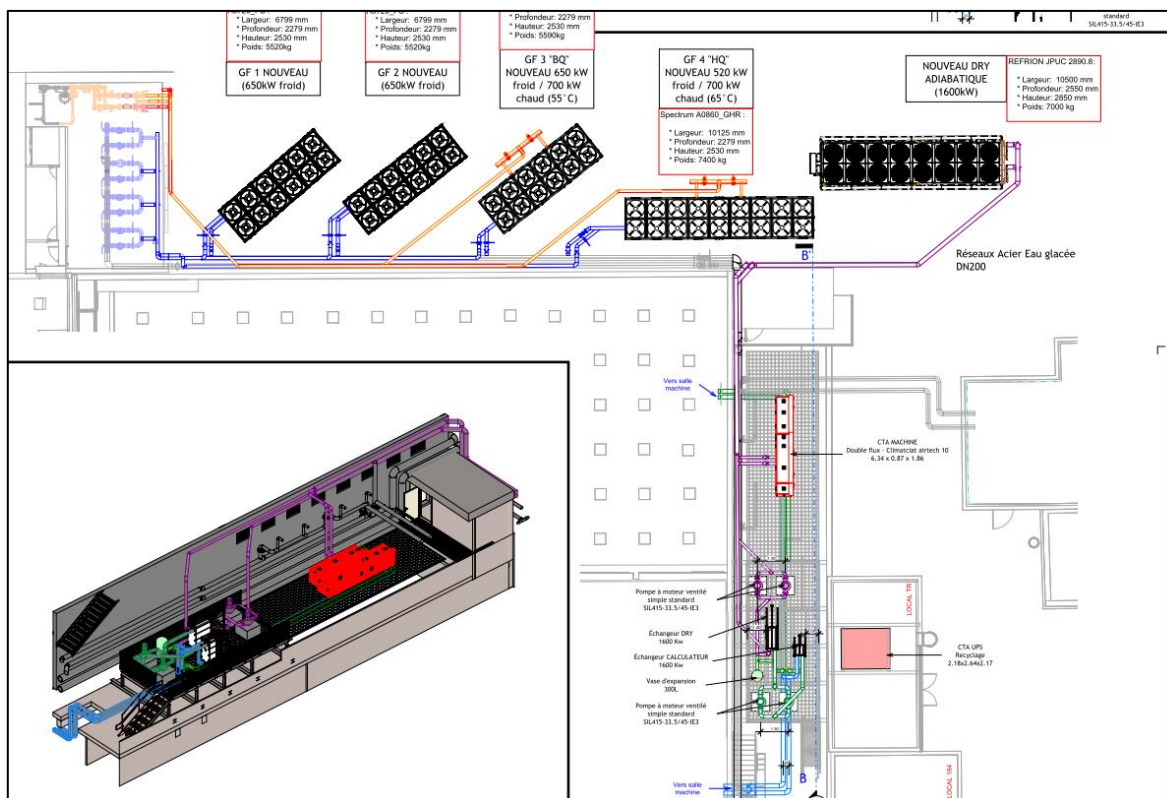 standard
SIL415-33.5/45-IE3
* Largeur: 6799 mm
* Profondeur: 2279 mm
* Hauteur: 2530 mm
* Poids: 5520kg
* Largeur: 6799 mm
* Profondeur: 2279 mm
* Hauteur: 2530 mm
* Poids: 5520kg
* Profondeur: 2279 mm
* Hauteur: 2530 mm
* Poids: 5590kg
GF 1 NOUVEAU
(650kW froid)
GF 2 NOUVEAU
(650kW froid)
GF 3 "BQ"
NOUVEAU 650 kW
froid / 700 kW
chaud (55°C)
GF 4 "HQ"
NOUVEAU 520 kW
froid / 700 kW
chaud (65°C)
Spectrum A0860_GHR :
* Largeur: 10125 mm
* Profondeur: 2279 mm
* Hauteur: 2530 mm
* Poids: 7400 kg
NOUVEAU DRY
ADIABATIQUE
(1600kW)
REFRION JPUC 2890.8:
* Largeur: 10500 mm
* Profondeur: 2550 mm
* Hauteur: 2850 mm
* Poids: 7000 kg
B'
Réseaux Acier Eau glacée
DN200
Vers salle
machine
CTA MACHINE
Double flux - Climatciat airtech 10
6.34 x 0.87 x 1.86
Pompe à moteur ventilé
simple standard
SIL415-33.5/45-IE3
Échangeur DRY
1600 Kw
Échangeur CALCULATEUR
1600 Kw
Vase d'expansion
300L
Pompe à moteur ventilé
simple standard
SIL415-33.5/45-IE3
LOCAL TR
CTA UPS
Recyclage
2.18x2.64x2.17
Vers salle
machine
B
LOCAL 194